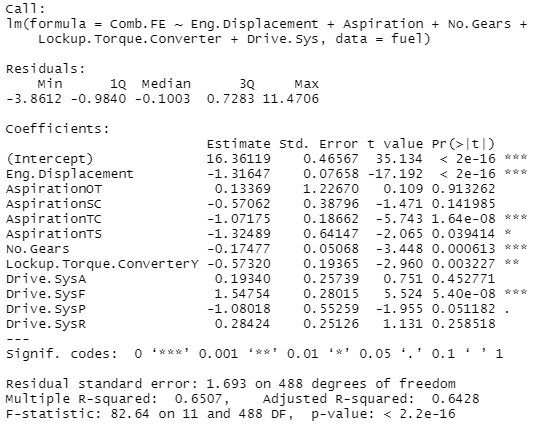 Call:
lm(formula = Comb.FE ~ Eng.Displacement + Aspiration + No.Gears +
    Lockup.Torque.Converter + Drive.Sys, data = fuel)

Residuals:
    Min      1Q  Median      3Q     Max
-3.8612 -0.9840 -0.1003  0.7283 11.4706

Coefficients:
                         Estimate Std. Error t value Pr(>|t|)
(Intercept)              16.36119    0.46567  35.134  < 2e-16 ***
Eng.Displacement         -1.31647    0.07658 -17.192  < 2e-16 ***
AspirationOT              0.13369    1.22670   0.109 0.913262
AspirationSC             -0.57062    0.38796  -1.471 0.141985
AspirationTC             -1.07175    0.18662  -5.743 1.64e-08 ***
AspirationTS             -1.32489    0.64147  -2.065 0.039414 *
No.Gears                 -0.17477    0.05068  -3.448 0.000613 ***
Lockup.Torque.ConverterY -0.57320    0.19365  -2.960 0.003227 **
Drive.SysA                0.19340    0.25739   0.751 0.452771
Drive.SysF                1.54754    0.28015   5.524 5.40e-08 ***
Drive.SysP               -1.08018    0.55259  -1.955 0.051182 .
Drive.SysR                0.28424    0.25126   1.131 0.258518
---
Signif. codes:  0 ‘***’ 0.001 ‘**’ 0.01 ‘*’ 0.05 ‘.’ 0.1 ‘ ’ 1

Residual standard error: 1.693 on 488 degrees of freedom
Multiple R-squared:  0.6507,    Adjusted R-squared:  0.6428
F-statistic: 82.64 on 11 and 488 DF,  p-value: < 2.2e-16